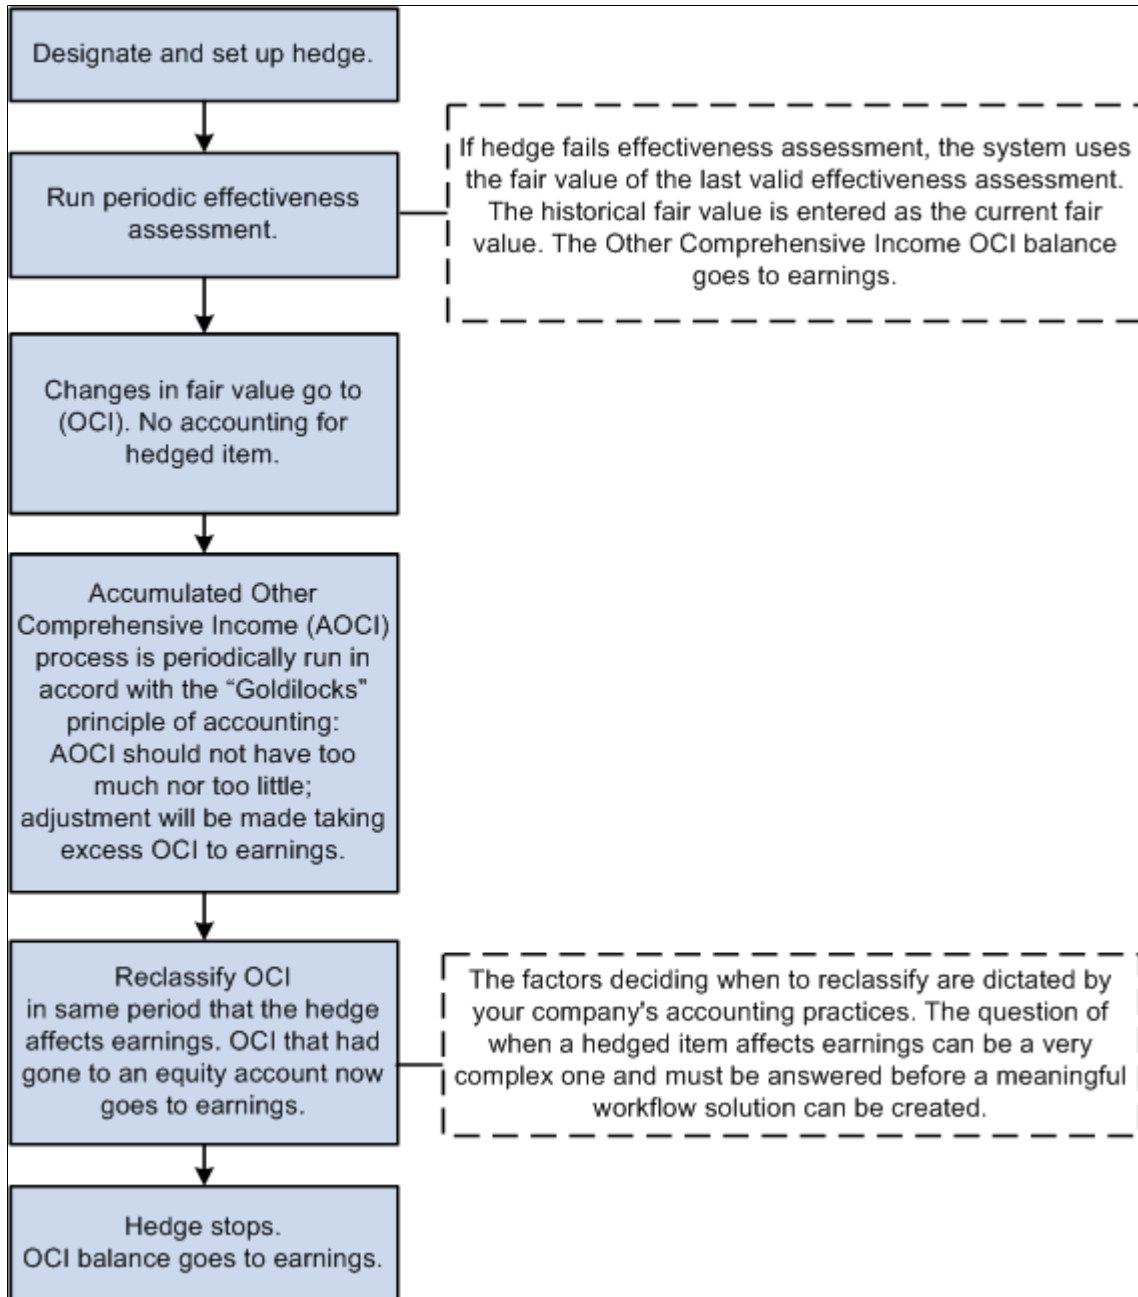 Designate and set up hedge.
Run periodic effectiveness
assessment.
If hedge fails effectiveness assessment, the system uses
the fair value of the last valid effectiveness assessment.
The historical fair value is entered as the current fair
value. The Other Comprehensive Income OCI balance
goes to earnings.
Changes in fair value go to
(OCI). No accounting for
hedged item.
Accumulated Other
Comprehensive Income (AOCI)
process is periodically run in
accord with the “Goldilocks"
principle of accounting:
AOCI should not have too
much nor too little;
adjustment will be made taking
excess OCI to earnings.
Reclassify OCI
in same period that the hedge
affects earnings. OCI that had
gone to an equity account now
goes to earnings.
The factors deciding when to reclassify are dictated by
your company's accounting practices. The question of
when a hedged item affects earnings can be a very
complex one and must be answered before a meaningful
workflow solution can be created.
Hedge stops.
OCI balance goes to earnings.